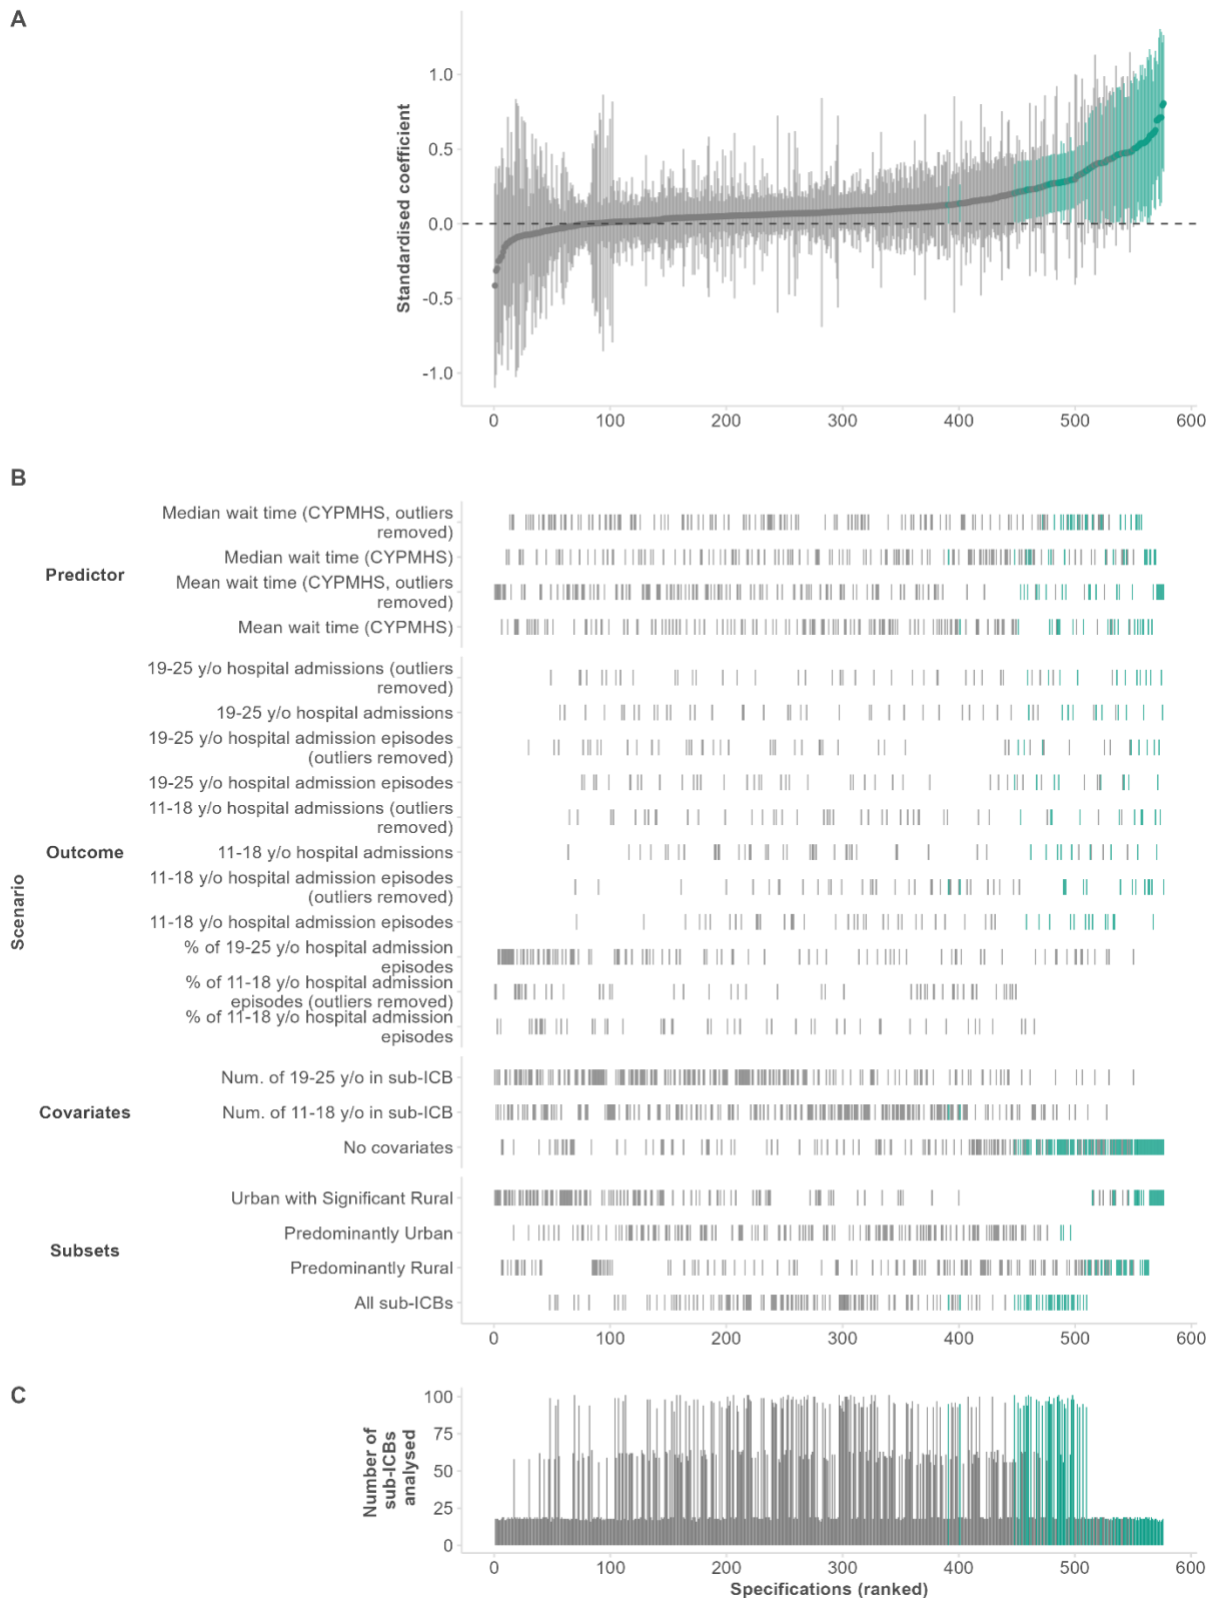 A
1.0
0.5
0.0
-0.5
-1.0
Standardised coefficient
0 100 200 300 400 500 600
B
Scenario
Predictor
Median wait time (CYPMHS, outliers
removed)
Median wait time (CYPMHS)
Mean wait time (CYPMHS, outliers
removed)
Mean wait time (CYPMHS)
Outcome
19-25 y/o hospital admissions (outliers
removed)
19-25 y/o hospital admissions
19-25 y/o hospital admission episodes
(outliers removed)
19-25 y/o hospital admission episodes
11-18 y/o hospital admissions (outliers
removed)
11-18 y/o hospital admissions
11-18 y/o hospital admission episodes
(outliers removed)
11-18 y/o hospital admission episodes
% of 19-25 y/o hospital admission
episodes
% of 11-18 y/o hospital admission
episodes (outliers removed)
% of 11-18 y/o hospital admission
episodes
Covariates
Num. of 19-25 y/o in sub-ICB
Num. of 11-18 y/o in sub-ICB
No covariates
Subsets
Urban with Significant Rural
Predominantly Urban
Predominantly Rural
All sub-ICBs
0 100 200 300 400 500 600
C
Number of
sub-ICBs
analysed
100
75
50
25
0
0 100 200 300 400 500 600
Specifications (ranked)